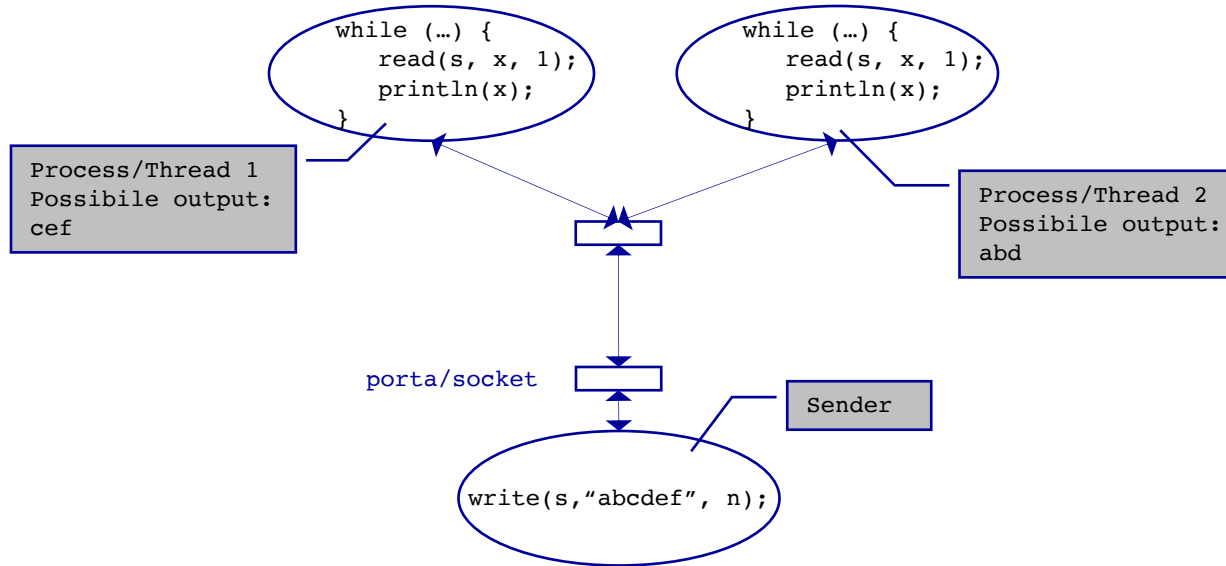 while (…) {
read(s, x, 1);
println(x);
}
while (…) {
read(s, x, 1);
println(x);
}
Process/Thread 1
Possibile output:
cef
Process/Thread 2
Possibile output:
abd
porta/socket
Sender
write(s,“abcdef”, n);